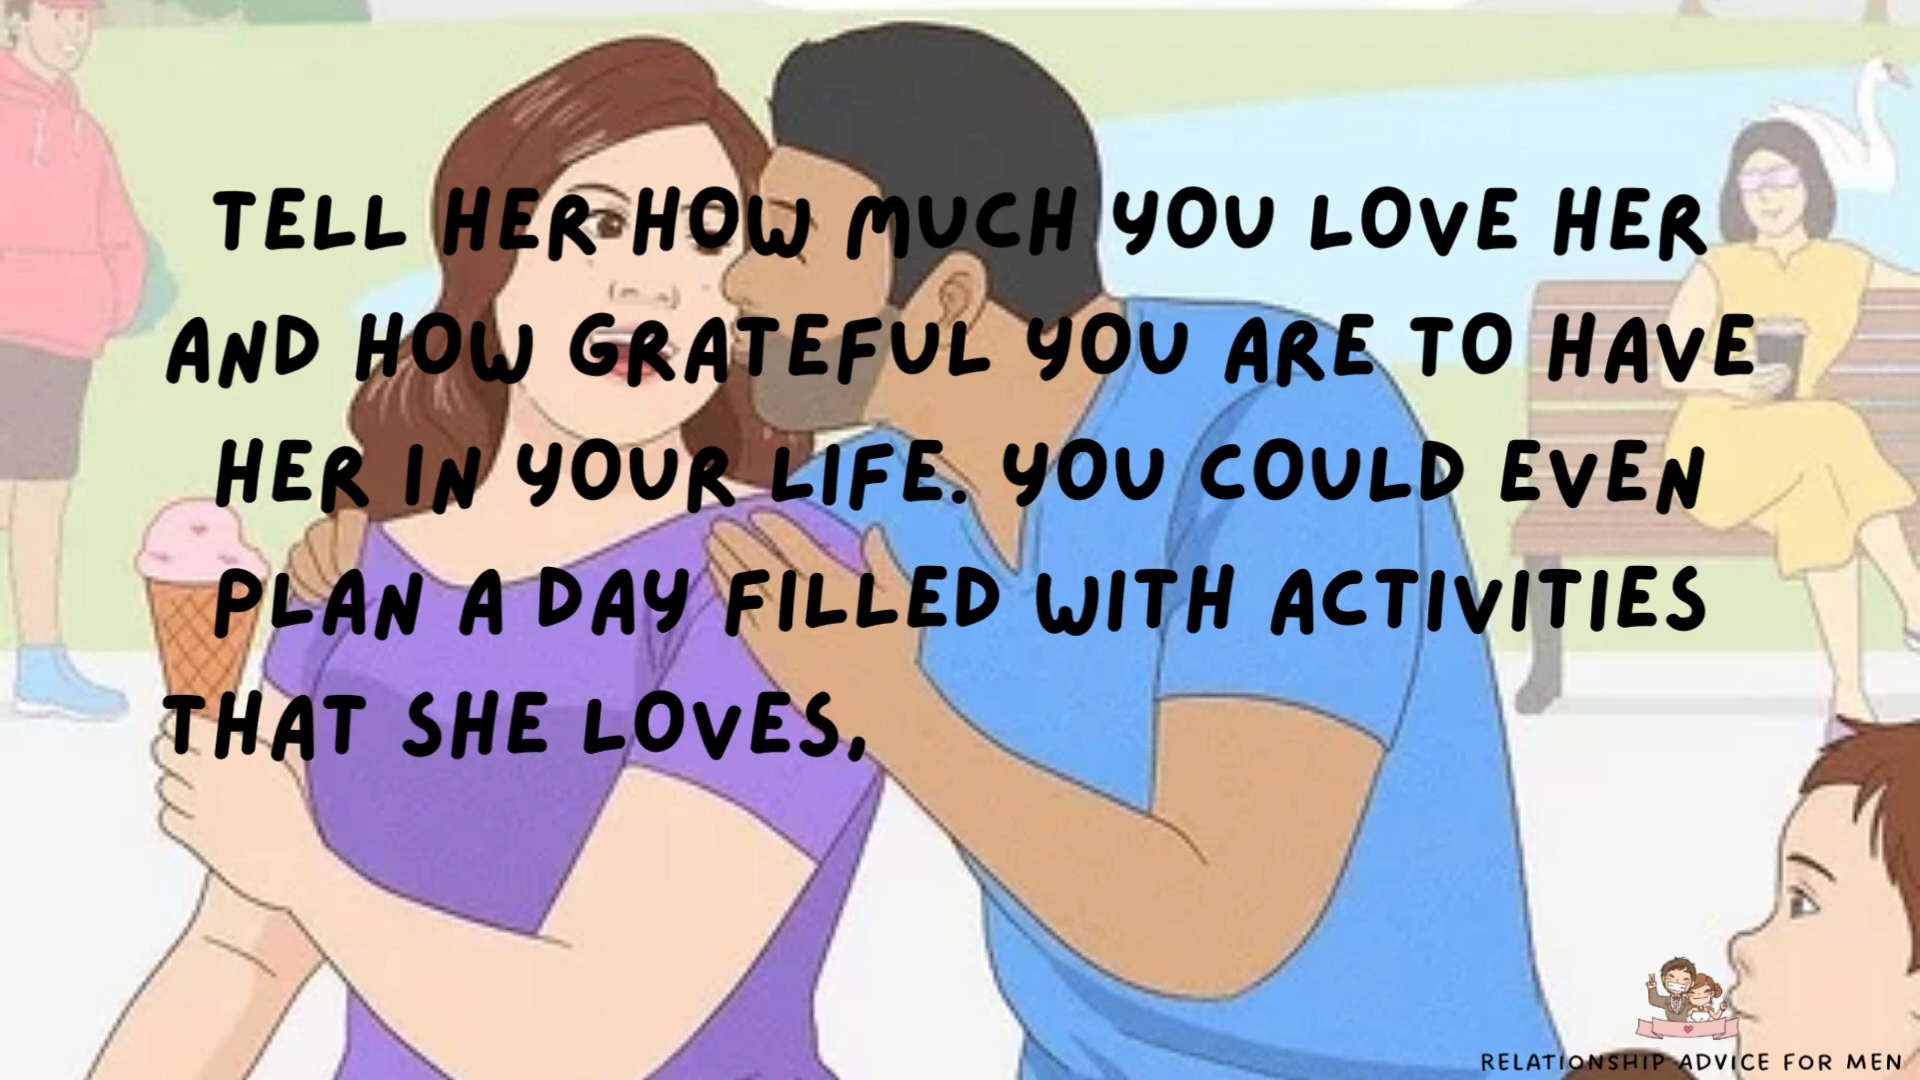 TELL HER HOW MUCH YOU LOVE HER
AND HOW GRATEFUL YOU ARE TO HAVE
HER IN YOUR LIFE. YOU COULD EVEN
PLAN A DAY FILLED WITH ACTIVITIES
THAT SHE LOVES,
RELATIONSHIP ADVICE FOR MEN